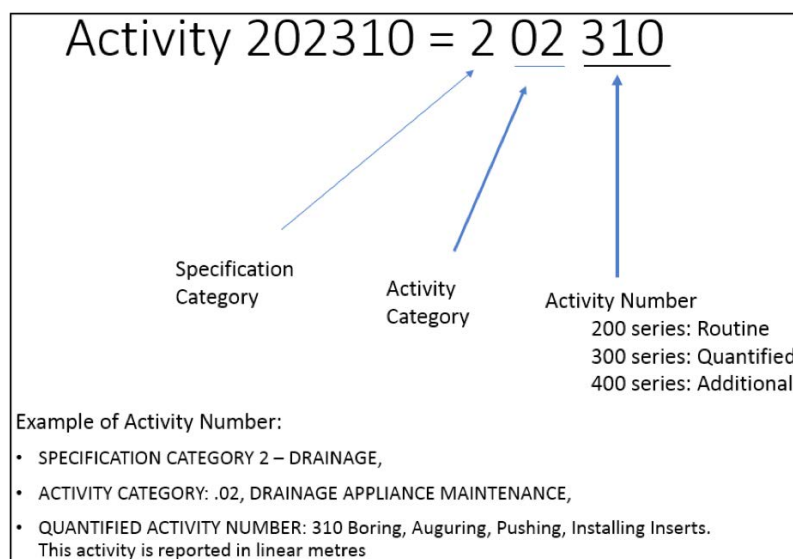 Activity 202310 = 2 02 310
Specification
Category
Activity
Category
Activity Number
200 series: Routine
300 series: Quantified
400 series: Additional
Example of Activity Number:
• SPECIFICATION CATEGORY 2 – DRAINAGE,
• ACTIVITY CATEGORY: .02, DRAINAGE APPLIANCE MAINTENANCE,
• QUANTIFIED ACTIVITY NUMBER: 310 Boring, Auguring, Pushing, Installing Inserts.
This activity is reported in linear metres